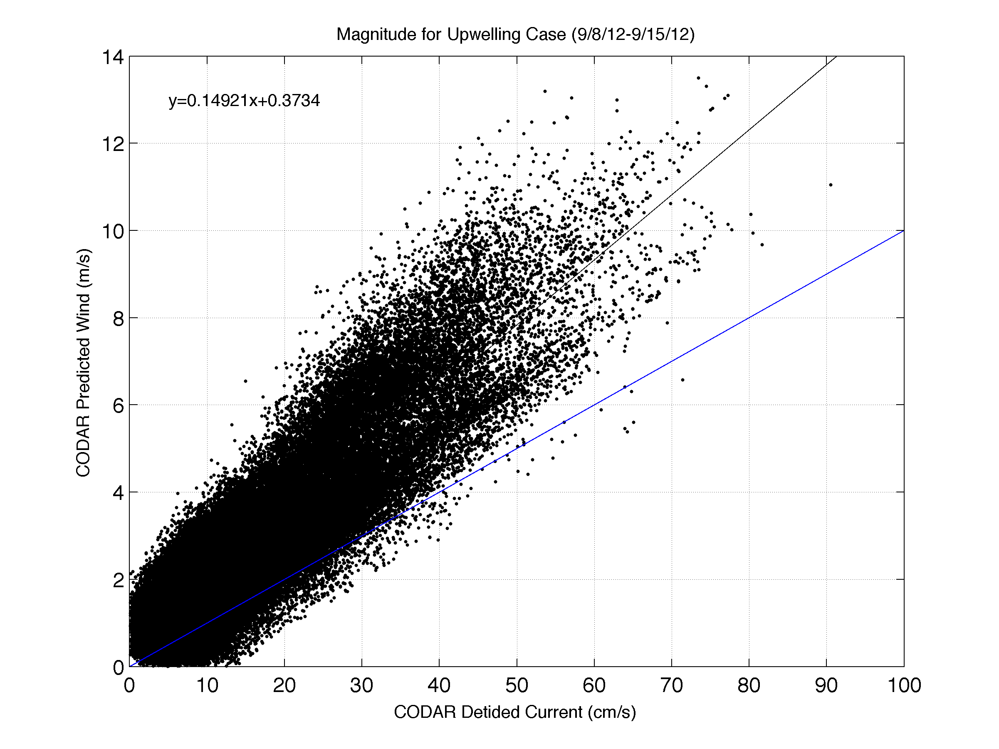 Magnitude for Upwelling Case (9/8/12-9/15/12)
y=0.14921x+0.3734
CODAR Predicted Wind (m/s)
14
12
10
8
6
4
2
0
0 10 20 30 40 50 60 70 80 90 100
CODAR Detided Current (cm/s)